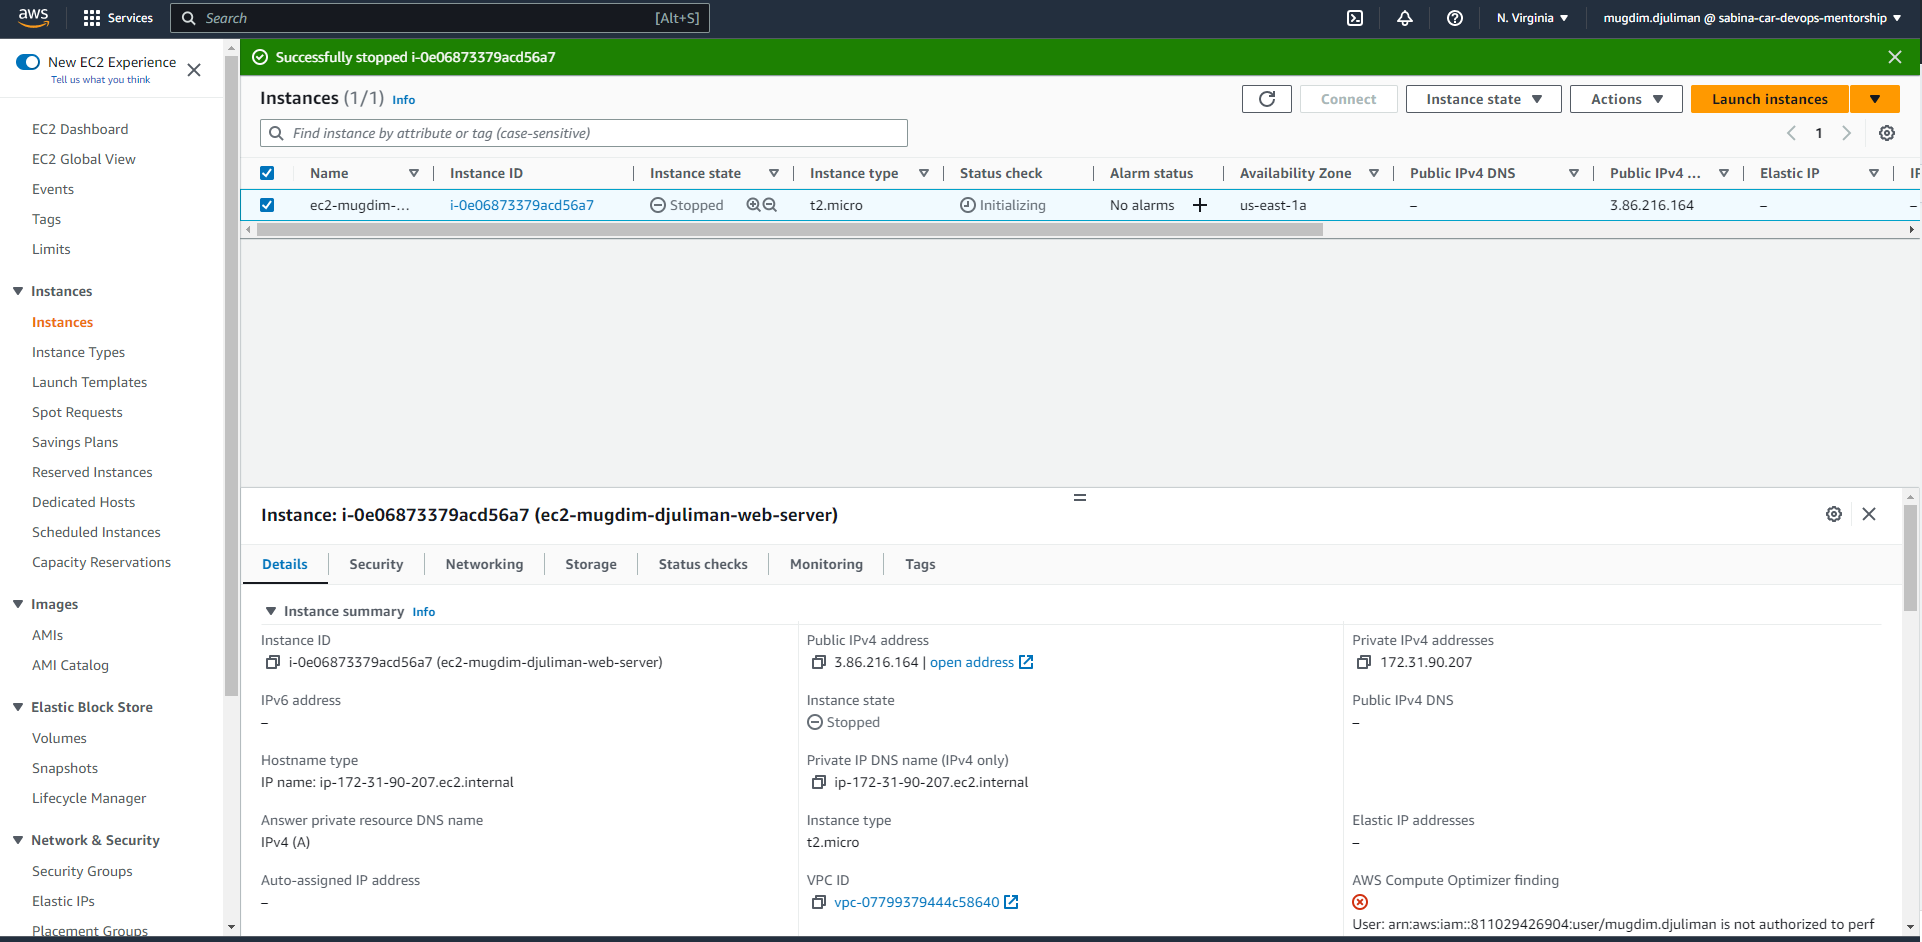 aws
Services
Search
[Alt+S]
N. Virginia
mugdim.djuliman @ sabina-car-devops-mentorship
New EC2 Experience
Tell us what you think
EC2 Dashboard
EC2 Global View
Events
Tags
Limits
Instances
Instances
Instance Types
Launch Templates
Spot Requests
Savings Plans
Reserved Instances
Dedicated Hosts
Scheduled Instances
Capacity Reservations
Images
AMIs
AMI Catalog
Elastic Block Store
Volumes
Snapshots
Lifecycle Manager
Network & Security
Security Groups
Elastic IPs
Placement Groups
Successfully stopped i-0e06873379acd56a7
Instances (1/1) Info
Connect
Instance state
Actions
Launch instances
Find instance by attribute or tag (case-sensitive)
1
Name Instance ID Instance state Instance type Status check Alarm status Availability Zone Public IPv4 DNS Public IPv4 ... Elastic IP IP
ec2-mugdim-... i-0e06873379acd56a7 Stopped t2.micro Initializing No alarms + us-east-1a – 3.86.216.164 – –
Instance: i-0e06873379acd56a7 (ec2-mugdim-djuliman-web-server)
Details Security Networking Storage Status checks Monitoring Tags
Instance summary Info
Instance ID
i-0e06873379acd56a7 (ec2-mugdim-djuliman-web-server)
Public IPv4 address
3.86.216.164 | open address
Private IPv4 addresses
172.31.90.207
IPv6 address
–
Instance state
Stopped
Public IPv4 DNS
–
Hostname type
IP name: ip-172-31-90-207.ec2.internal
Private IP DNS name (IPv4 only)
ip-172-31-90-207.ec2.internal
Answer private resource DNS name
IPv4 (A)
Instance type
t2.micro
Elastic IP addresses
–
Auto-assigned IP address
–
VPC ID
vpc-07799379444c58640
AWS Compute Optimizer finding
User: arn:aws:iam::811029426904:user/mugdim.djuliman is not authorized to perf